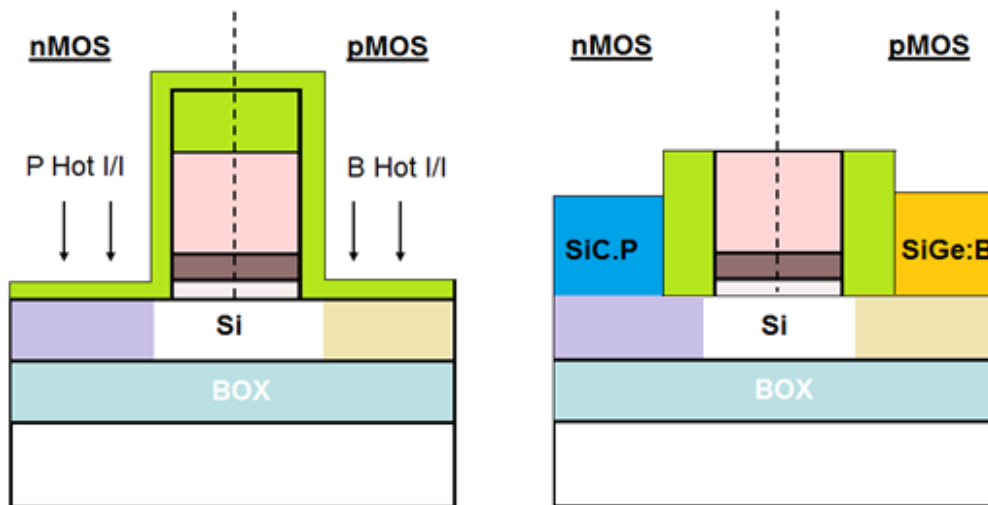 nMOS
pMOS
P Hot I/I
B Hot I/I
Si
BOX
nMOS
pMOS
SiC.P
SiGe:B
Si
BOX